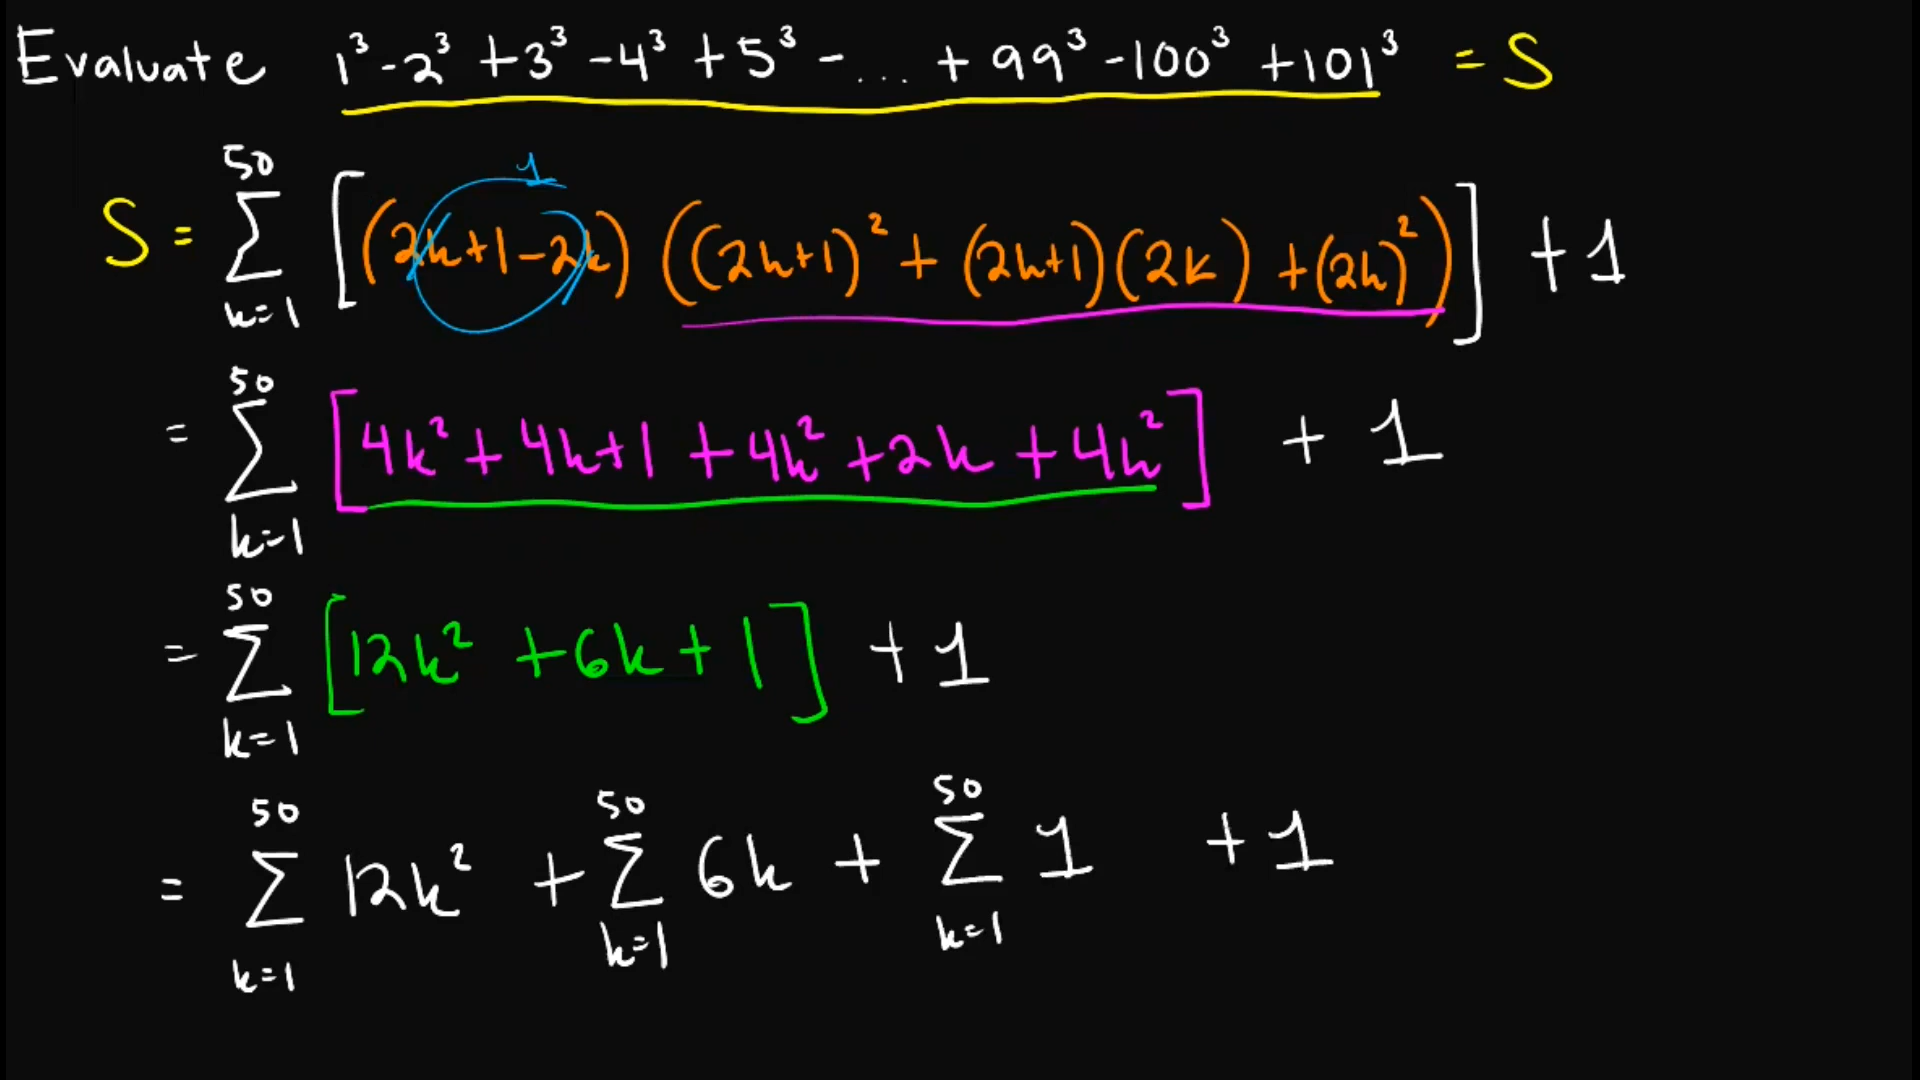 Evaluate 1³ - 2³ + 3³ - 4³ + 5³ - ... + 99³ - 100³ + 101³ = S
S = ∑_{k=1}^{50} [(2k+1-2k)((2k+1)² + (2k+1)(2k) + (2k)²)] + 1
1
= ∑_{k=1}^{50} [4k² + 4k+1 + 4k² + 2k + 4k²] + 1
= ∑_{k=1}^{50} [12k² + 6k + 1] + 1
= ∑_{k=1}^{50} 12k² + ∑_{k=1}^{50} 6k + ∑_{k=1}^{50} 1 + 1